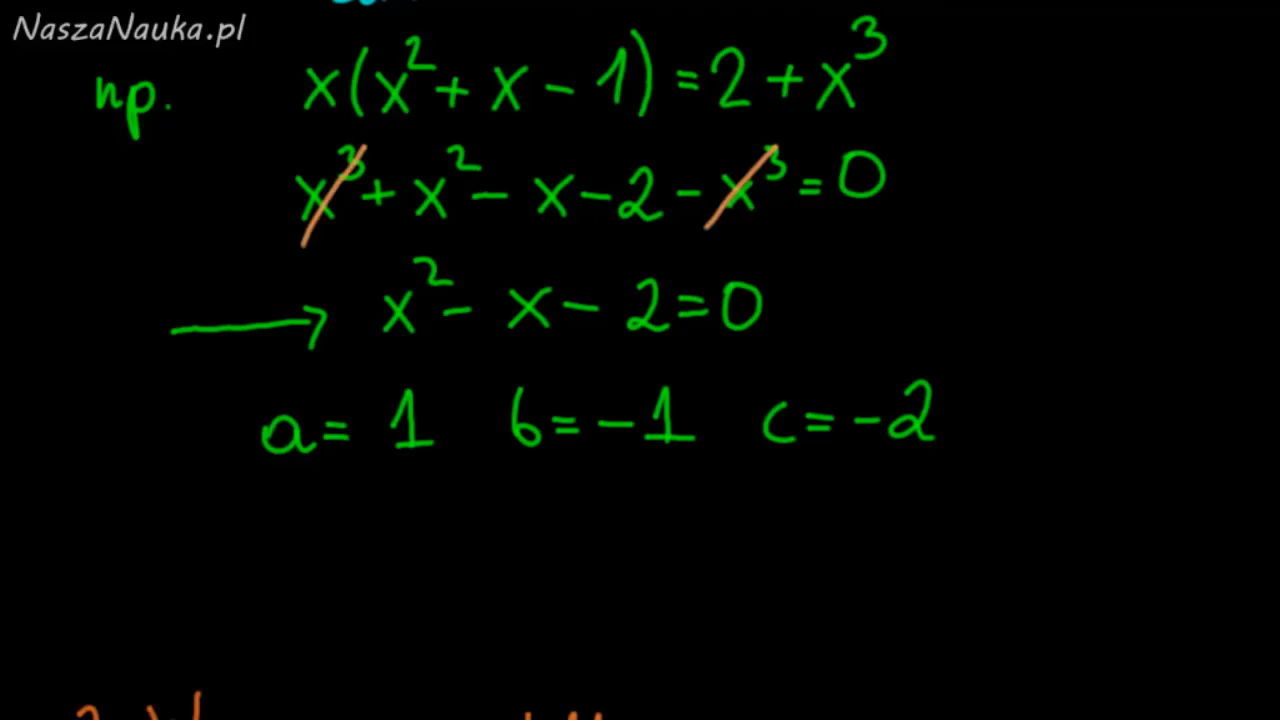 NaszaNauka.pl
np. x(x²+x-1)=2+x³
x³+x²-x-2-x³=0
→ x²-x-2=0
a=1 b=-1 c=-2